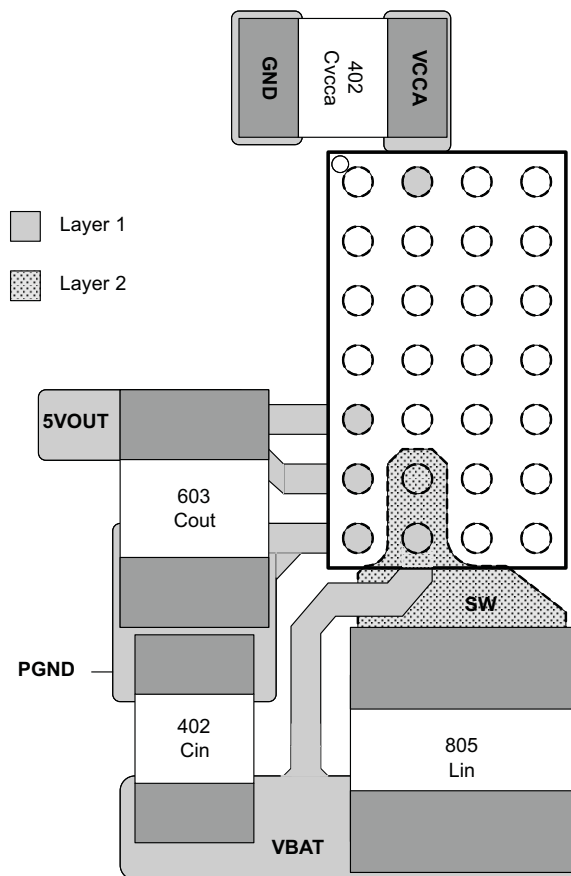 GND
402
Cvcca
VCCA
Layer 1
Layer 2
5VOUT
603
Cout
SW
PGND
402
Cin
805
Lin
VBAT